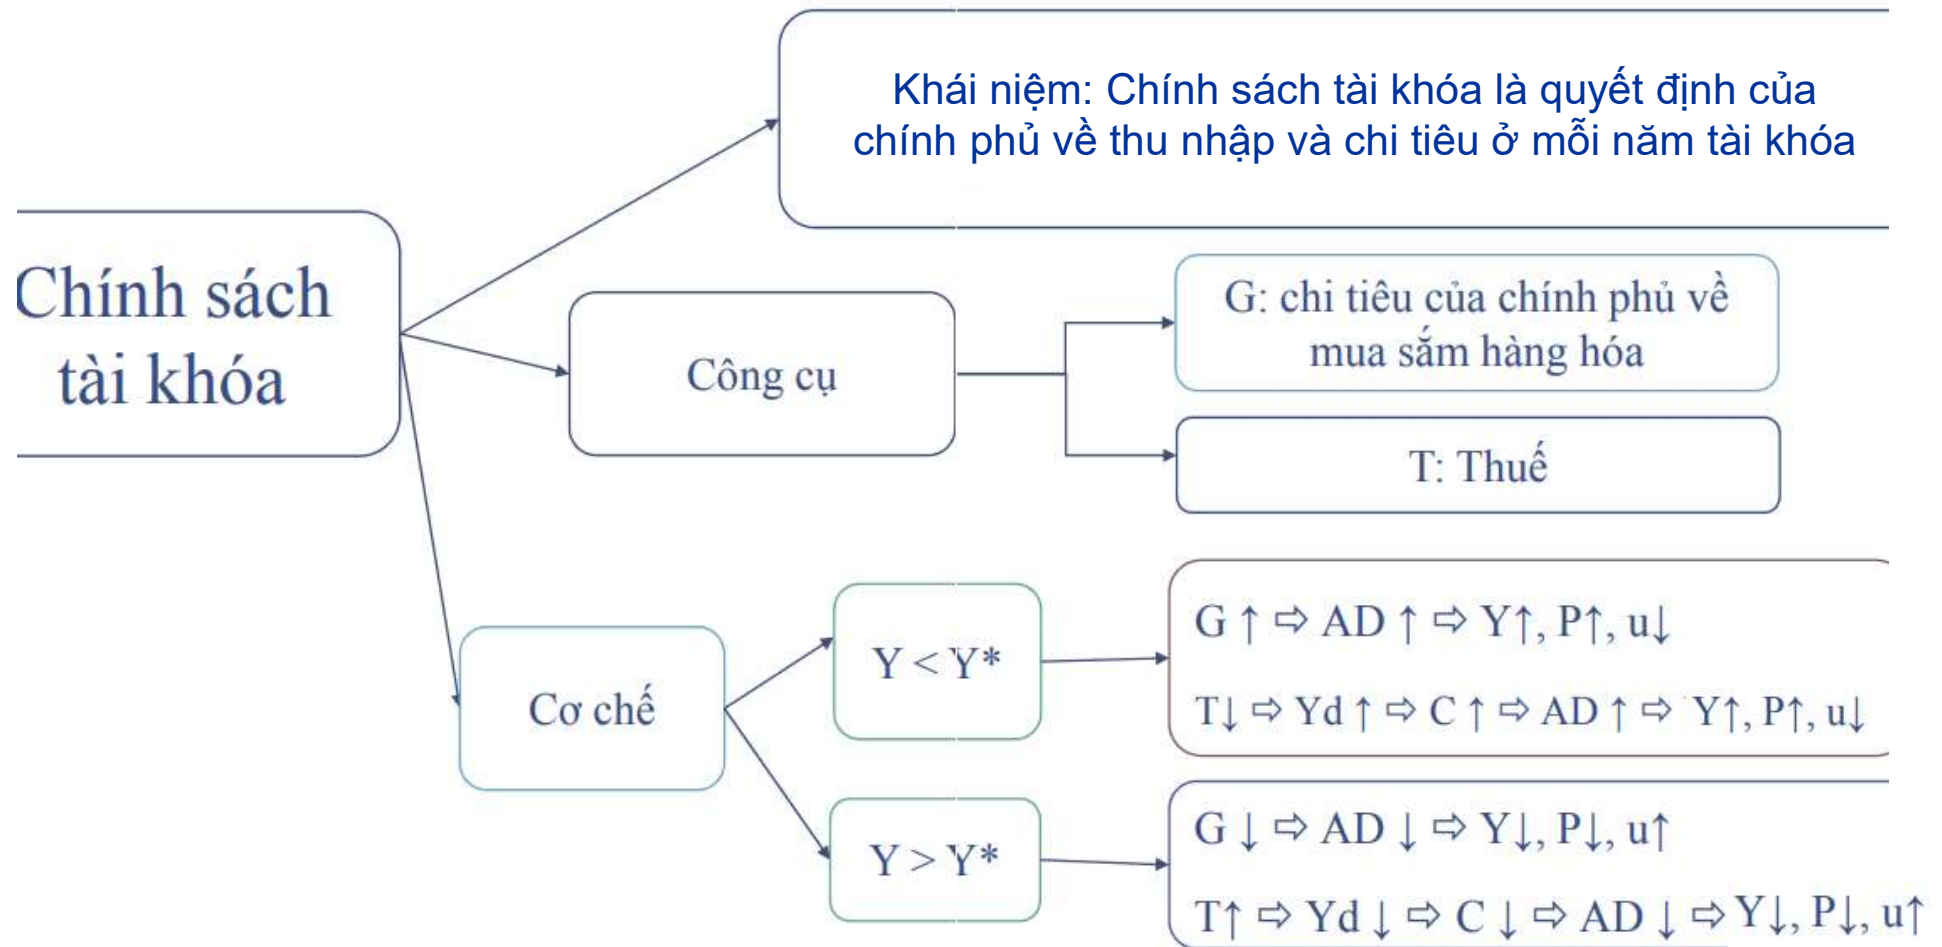 Khái niệm: Chính sách tài khóa là quyết định của
chính phủ về thu nhập và chi tiêu ở mỗi năm tài khóa
Chính sách
tài khóa
Công cụ
G: chi tiêu của chính phủ về
mua sắm hàng hóa
T: Thuế
Cơ chế
Y < Y*
G ↑ ⇨ AD ↑ ⇨ Y↑, P↑, u↓
T↓ ⇨ Yd ↑ ⇨ C ↑ ⇨ AD ↑ ⇨ Y↑, P↑, u↓
Y > Y*
G ↓ ⇨ AD ↓ ⇨ Y↓, P↓, u↑
T↑ ⇨ Yd ↓ ⇨ C ↓ ⇨ AD ↓ ⇨ Y↓, P↓, u↑